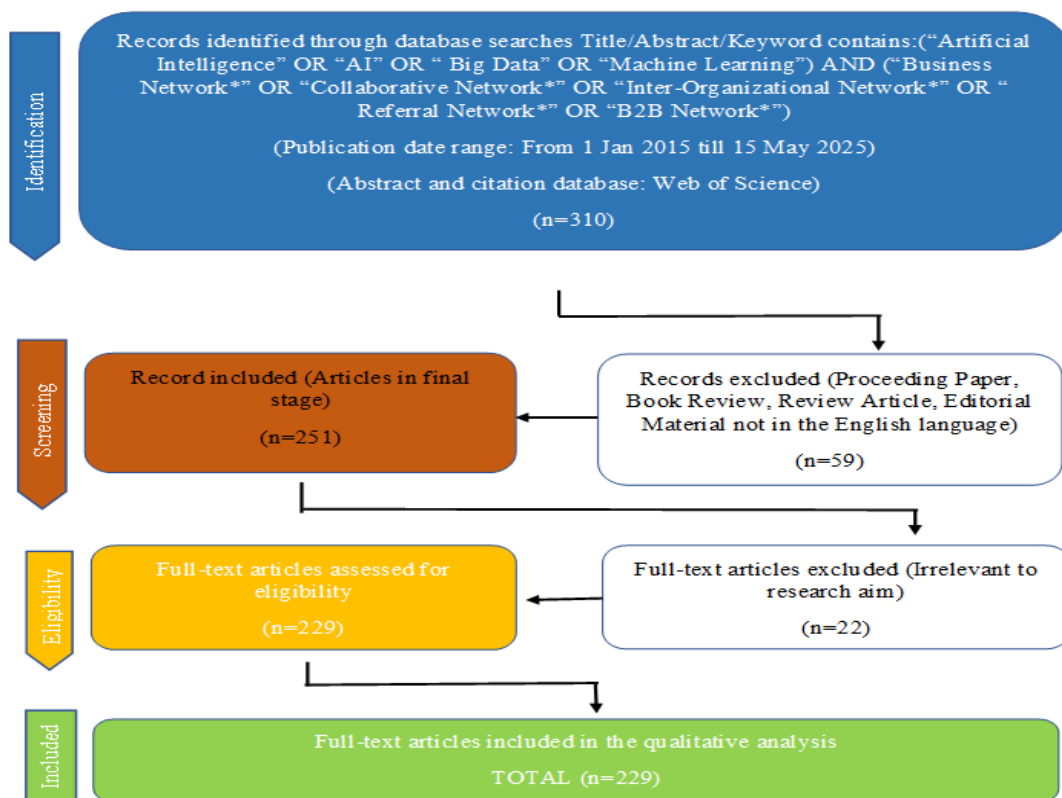 Identification
Records identified through database searches Title/Abstract/Keyword contains:(“Artificial
Intelligence” OR “AI” OR “ Big Data” OR “Machine Learning”) AND (“Business
Network*” OR “Collaborative Network*” OR “Inter-Organizational Network*” OR “
Referral Network*” OR “B2B Network*”)
(Publication date range: From 1 Jan 2015 till 15 May 2025)
(Abstract and citation database: Web of Science)
(n=310)
Screening
Record included (Articles in final
stage)
(n=251)
Records excluded (Proceeding Paper,
Book Review, Review Article, Editorial
Material not in the English language)
(n=59)
Eligibility
Full-text articles assessed for
eligibility
(n=229)
Full-text articles excluded (Irrelevant to
research aim)
(n=22)
Included
Full-text articles included in the qualitative analysis
TOTAL (n=229)